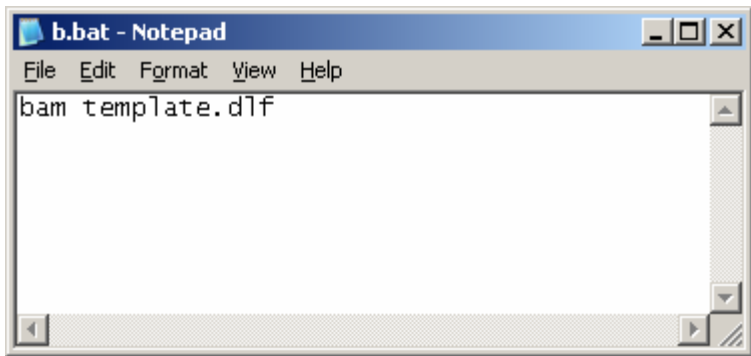 b.bat - Notepad
File Edit Format View Help
bam template.dlf